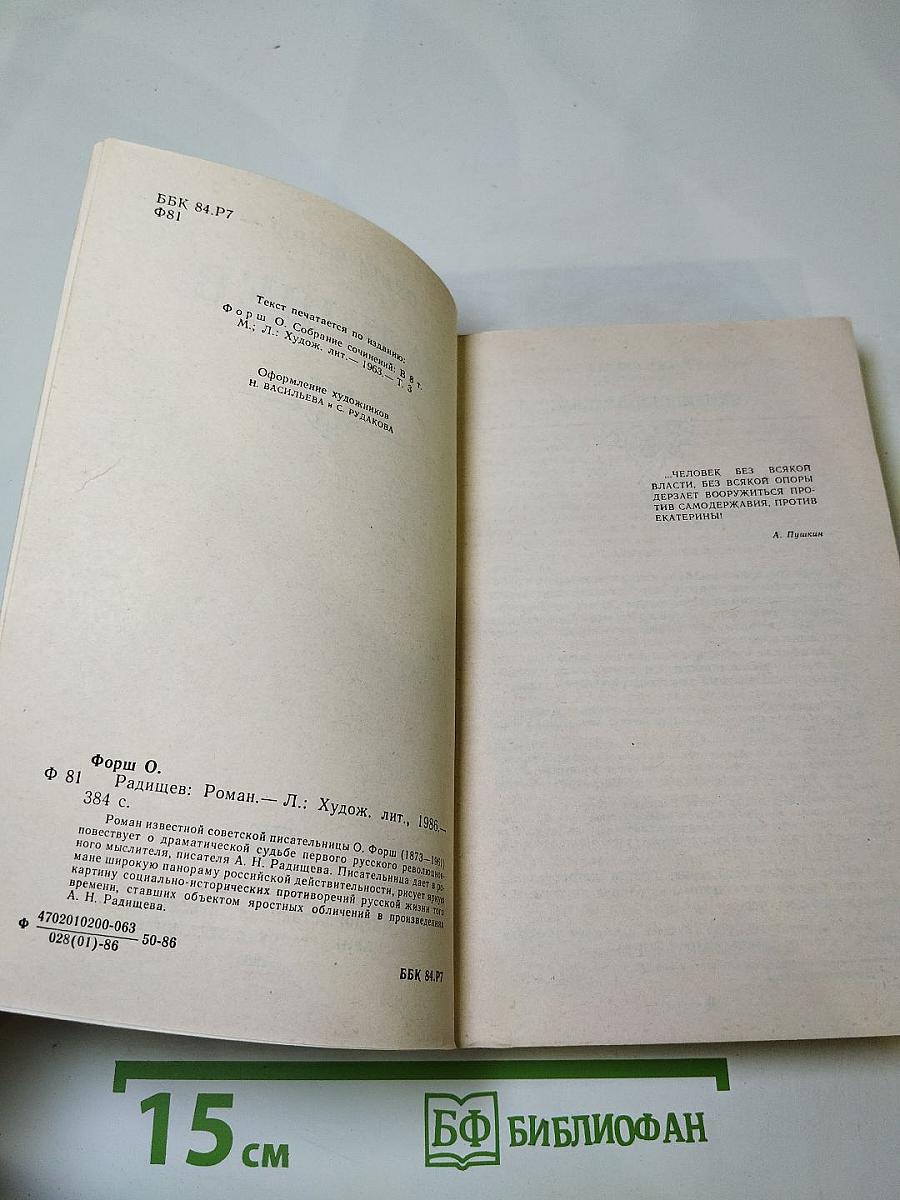 ББК 84.Р7
Ф81
Текст печатается по изданию:
Форш О. Собрание сочинений: В 8 т.
М.; Л.: Худож. лит.— 1963.— Т. 3
Оформление художников
Н. ВАСИЛЬЕВА и С. РУДАКОВА
Форш О.
Ф 81 Радищев: Роман.— Л.: Худож. лит., 1986.—
384 с.
Роман известной советской писательницы О. Форш (1873—1961)
повествует о драматической судьбе первого русского революцион-
ного мыслителя, писателя А. Н. Радищева. Писательница дает в ро-
мане широкую панораму российской действительности, рисует яркую
картину социально-исторических противоречий русской жизни того
времени, ставших объектом яростных обличений в произведениях
А. Н. Радищева.
Ф 4702010200-063
028(01)-86 50-86
ББК 84.Р7
...ЧЕЛОВЕК БЕЗ ВСЯКОЙ
ВЛАСТИ, БЕЗ ВСЯКОЙ ОПОРЫ
ДЕРЗАЕТ ВООРУЖИТЬСЯ ПРО-
ТИВ САМОДЕРЖАВИЯ, ПРОТИВ
ЕКАТЕРИНЫ!
А. Пушкин
15 см
БФ БИБЛИОФАН